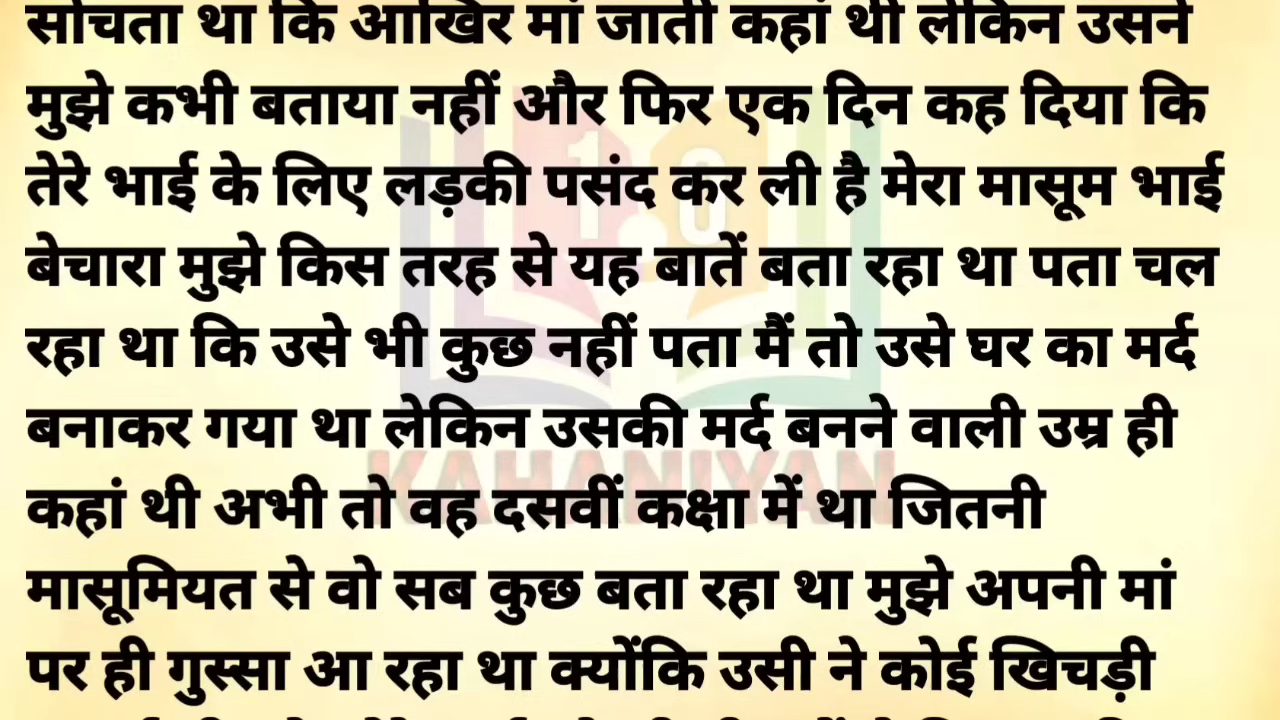 सोचता था कि आखिर मां जाती कहां थी लेकिन उसने
मुझे कभी बताया नहीं और फिर एक दिन कह दिया कि
तेरे भाई के लिए लड़की पसंद कर ली है मेरा मासूम भाई
बेचारा मुझे किस तरह से यह बातें बता रहा था पता चल
रहा था कि उसे भी कुछ नहीं पता मैं तो उसे घर का मर्द
बनाकर गया था लेकिन उसकी मर्द बनने वाली उम्र ही
कहां थी अभी तो वह दसवीं कक्षा में था जितनी
मासूमियत से वो सब कुछ बता रहा था मुझे अपनी मां
पर ही गुस्सा आ रहा था क्योंकि उसी ने कोई खिचड़ी
KAHANIYAN